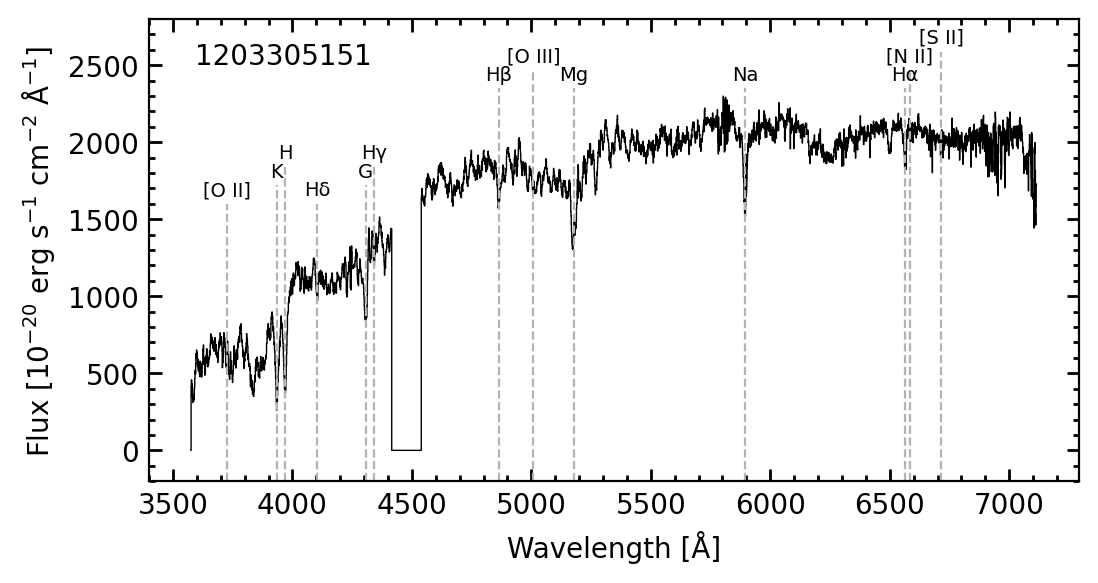 1203305151
[S II]
[O III]
[N II]
Hβ
Mg
Na
Hα
H
Hγ
K
G
[O II]
Hδ
2500
2000
1500
1000
500
0
Flux [10⁻²⁰ erg s⁻¹ cm⁻² Å⁻¹]
3500 4000 4500 5000 5500 6000 6500 7000
Wavelength [Å]